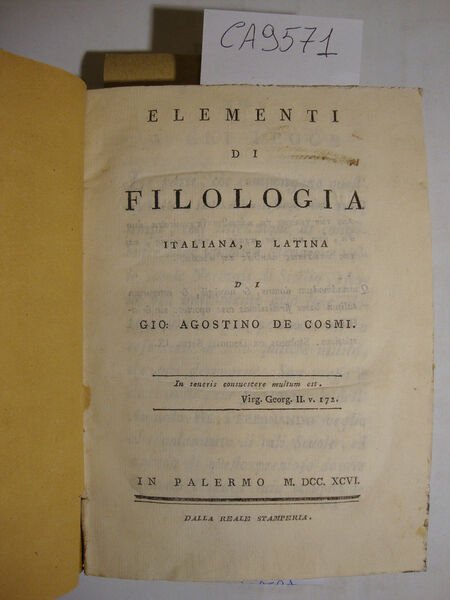 CA9571
ELEMENTI
DI
FILOLOGIA
ITALIANA, E LATINA
DI
GIO: AGOSTINO DE COSMI.
In teneris consuescere multum est.
Virg. Georg. II. v. 172.
IN PALERMO M. DCC. XCVI.
DALLA REALE STAMPERIA.